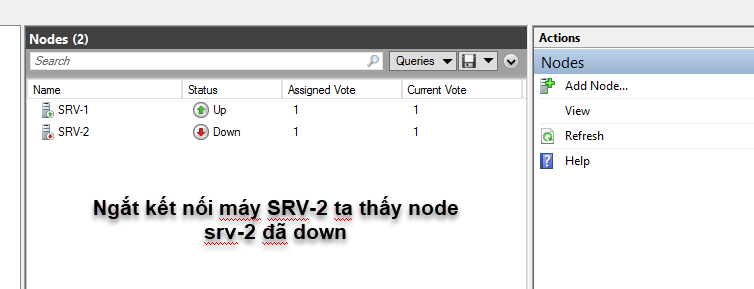 Nodes (2)
Search
Queries
Name Status Assigned Vote Current Vote
SRV-1 Up 1 1
SRV-2 Down 1 1
Ngắt kết nối máy SRV-2 ta thấy node
srv-2 đã down
Actions
Nodes
Add Node...
View
Refresh
Help